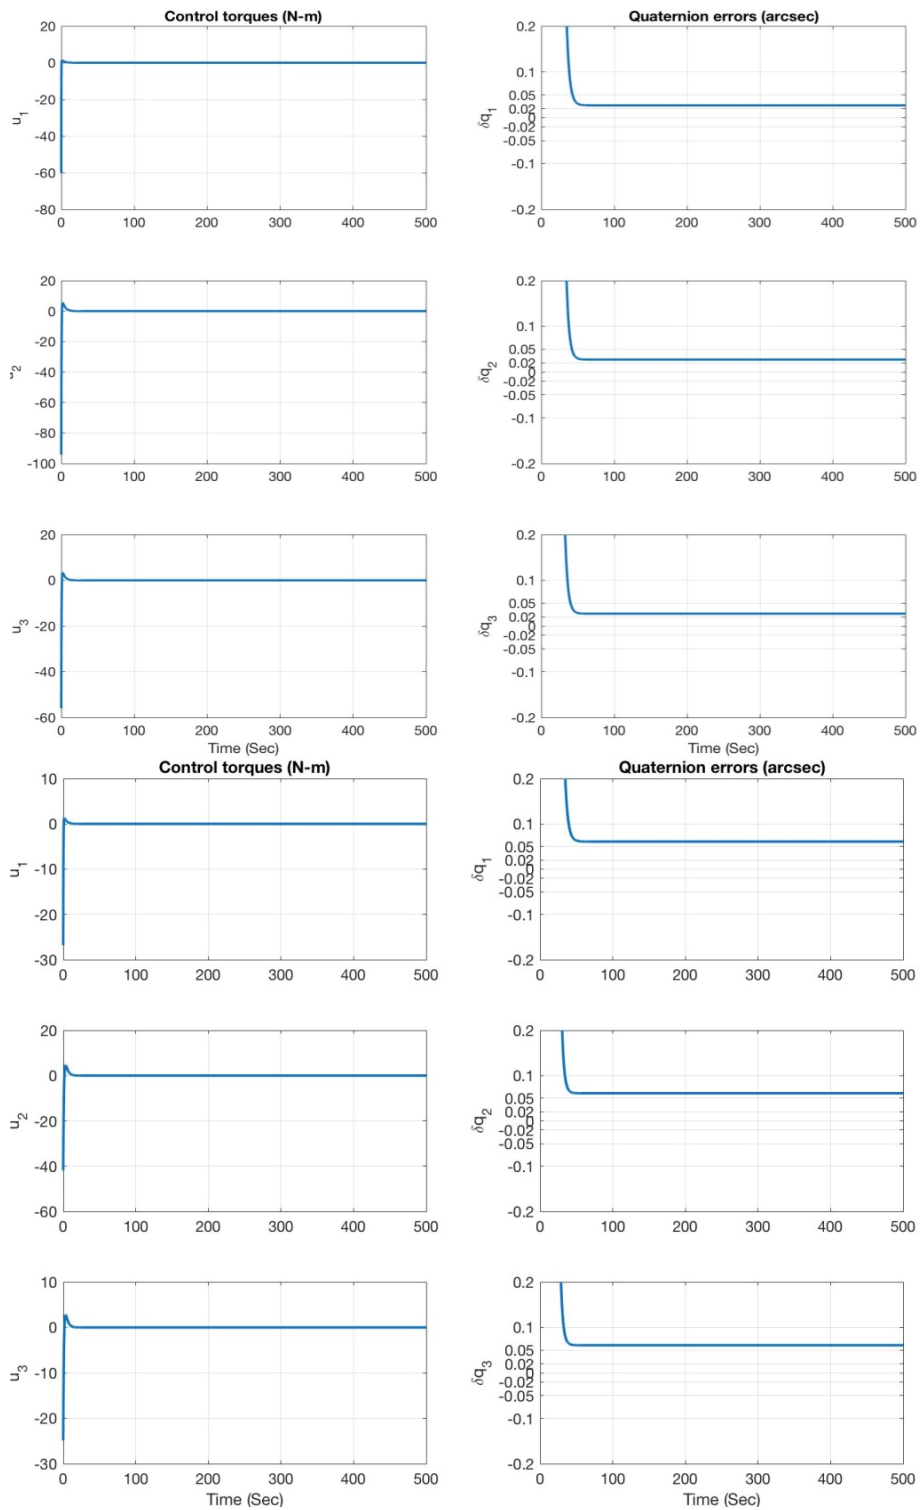 Control torques (N-m)
20
0
-20
-40
-60
-80
u1
0 100 200 300 400 500
Quaternion errors (arcsec)
0.2
0.1
0.05
0.02
0
-0.02
-0.05
-0.1
-0.2
δq1
0 100 200 300 400 500
20
0
-20
-40
-60
-80
-100
0 100 200 300 400 500
0.2
0.1
0.05
0.02
0
-0.02
-0.05
-0.1
-0.2
δq2
0 100 200 300 400 500
20
0
-20
-40
-60
u3
0 100 200 300 400 500
Time (Sec)
0.2
0.1
0.05
0.02
0
-0.02
-0.05
-0.1
-0.2
δq3
0 100 200 300 400 500
Time (Sec)
Control torques (N-m)
10
0
-10
-20
-30
u1
0 100 200 300 400 500
Quaternion errors (arcsec)
0.2
0.1
0.05
0.02
0
-0.02
-0.05
-0.1
-0.2
δq1
0 100 200 300 400 500
20
0
-20
-40
-60
u2
0 100 200 300 400 500
0.2
0.1
0.05
0.02
0
-0.02
-0.05
-0.1
-0.2
δq2
0 100 200 300 400 500
10
0
-10
-20
-30
u3
0 100 200 300 400 500
Time (Sec)
0.2
0.1
0.05
0.02
0
-0.02
-0.05
-0.1
-0.2
δq3
0 100 200 300 400 500
Time (Sec)